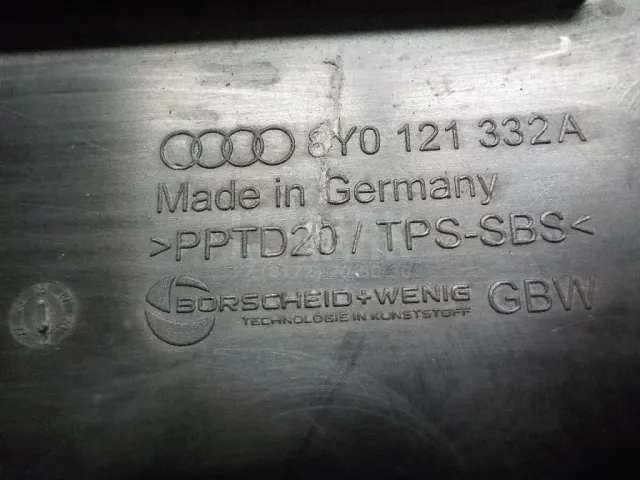 8Y0 121 332A
Made in Germany
>PPTD20 / TPS-SBS<
BORSCHEID+WENIG GBW
TECHNOLOGIE IN KUNSTSTOFF